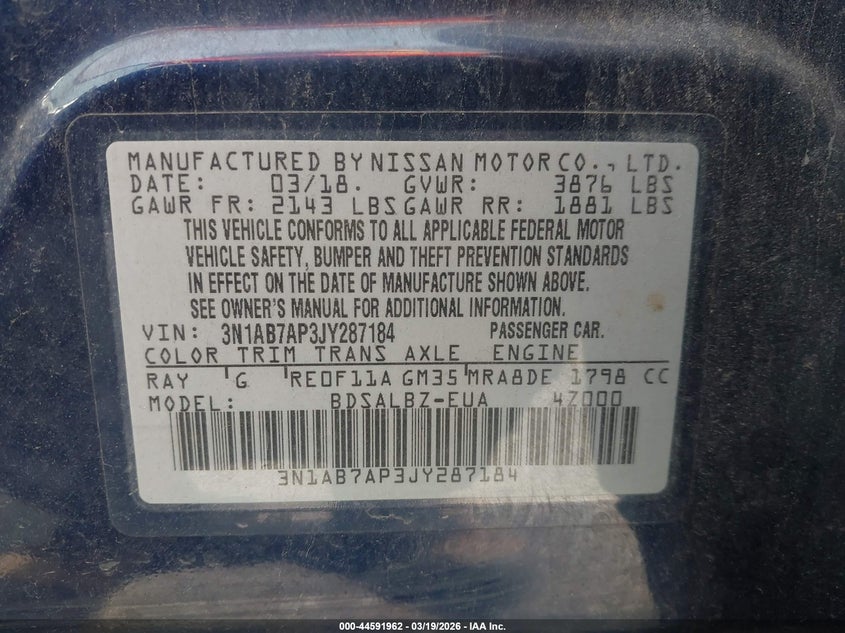 MANUFACTURED BY NISSAN MOTOR CO., LTD.
DATE: 03/18. GVWR: 3876 LBS
GAWR FR: 2143 LBS GAWR RR: 1881 LBS
THIS VEHICLE CONFORMS TO ALL APPLICABLE FEDERAL MOTOR
VEHICLE SAFETY, BUMPER AND THEFT PREVENTION STANDARDS
IN EFFECT ON THE DATE OF MANUFACTURE SHOWN ABOVE.
SEE OWNER'S MANUAL FOR ADDITIONAL INFORMATION.
VIN: 3N1AB7AP3JY287184 PASSENGER CAR.
COLOR TRIM TRANS AXLE ENGINE
RAY G RE0F11A GM35 MRA8DE 1798 CC
MODEL: BDSALBZ-EUA 4Z000
3N1AB7AP3JY287184
000-44591962 - 03/19/2026 - IAA Inc.